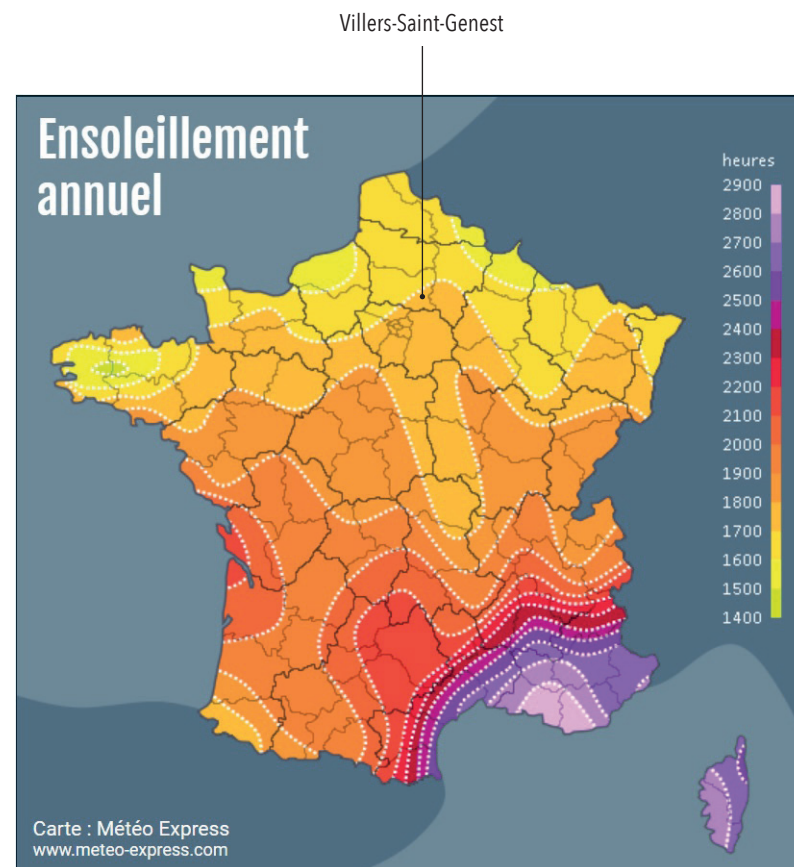 Villers-Saint-Genest
Ensoleillement
annuel
heures
2900
2800
2700
2600
2500
2400
2300
2200
2100
2000
1900
1800
1700
1600
1500
1400
Carte : Météo Express
www.meteo-express.com